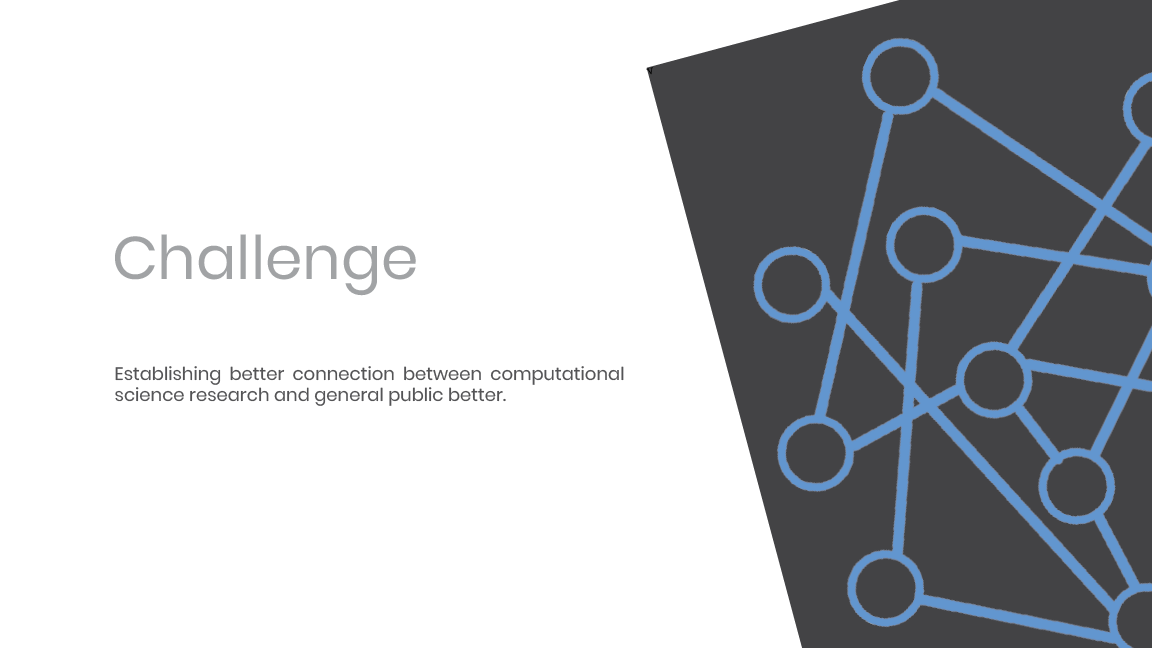 Challenge
Establishing better connection between computational
science research and general public better.